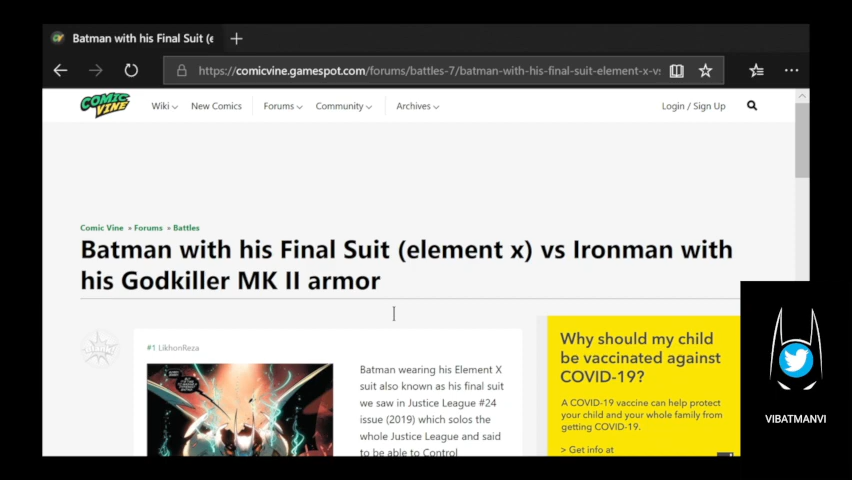 Batman with his Final Suit (e
https://comicvine.gamespot.com/forums/battles-7/batman-with-his-final-suit-element-x-vs
COMIC VINE
Wiki New Comics Forums Community Archives Login / Sign Up
Comic Vine » Forums » Battles
Batman with his Final Suit (element x) vs Ironman with
his Godkiller MK II armor
#1 LikhonReza
Batman wearing his Element X
suit also known as his final suit
we saw in Justice League #24
issue (2019) which solos the
whole Justice League and said
to be able to Control
Why should my child
be vaccinated against
COVID-19?
A COVID-19 vaccine can help protect
your child and your whole family from
getting COVID-19.
> Get info at
VIBATMANVI